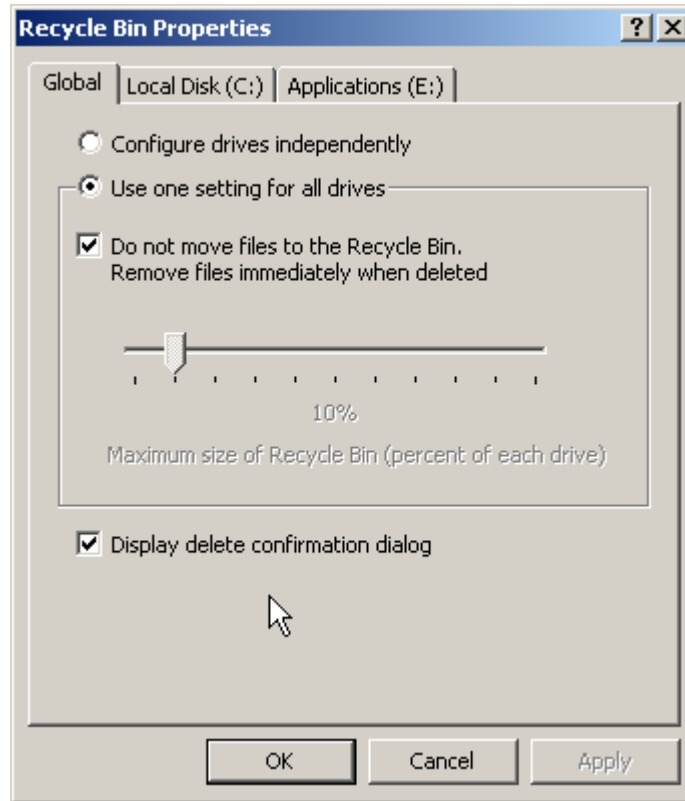 Recycle Bin Properties
Global
Local Disk (C:)
Applications (E:)
Configure drives independently
Use one setting for all drives
Do not move files to the Recycle Bin.
Remove files immediately when deleted
10%
Maximum size of Recycle Bin (percent of each drive)
Display delete confirmation dialog
OK
Cancel
Apply